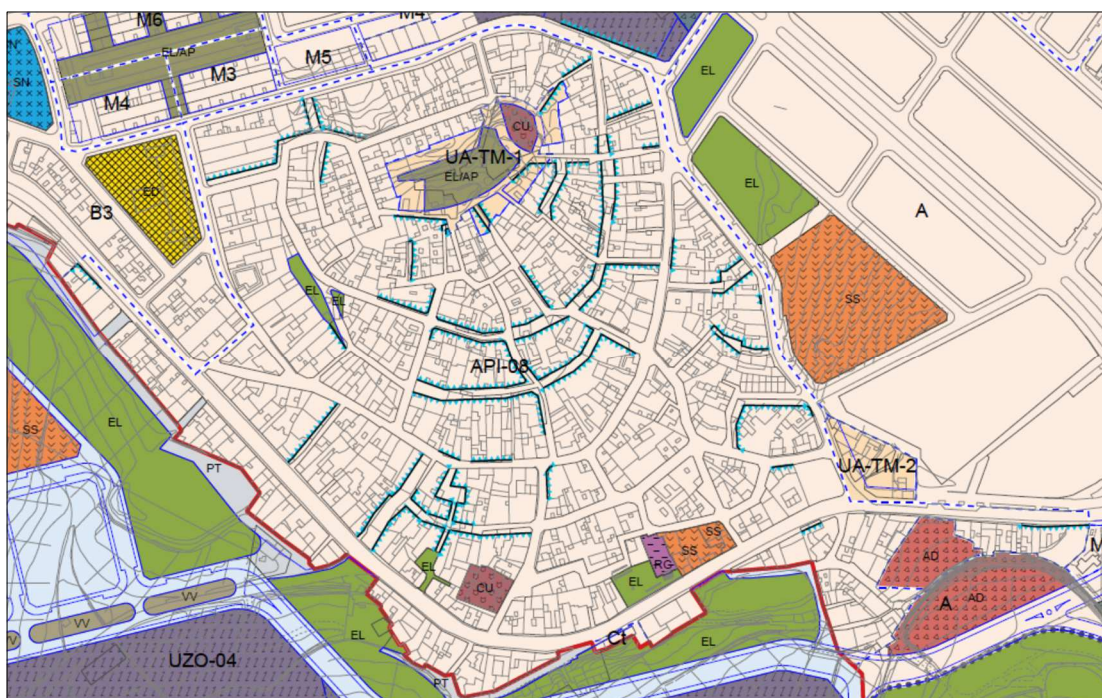 M6
M4
N
EL/AP
M5
SN
M3
EL
M4
CU
UA-TM-1
EL/AP
ED
EL
A
B3
EL
EL
SS
API-08
EL
SS
PT
UA-TM-2
SS
SS
RG
AD
M
EL
CU
EL
AD
A
VV
VV
EL
Ct
EL
UZO-04
PT